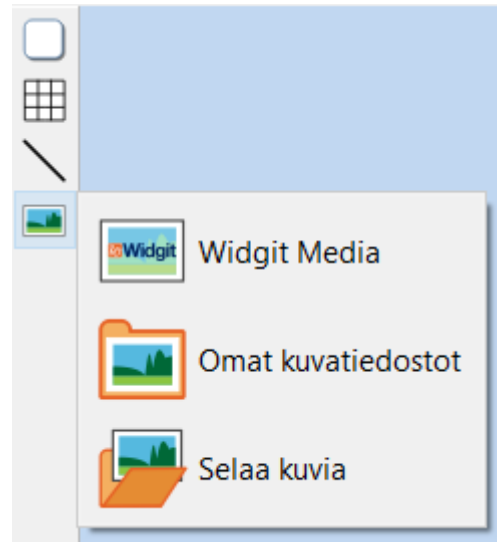 Widgit
Widgit Media
Omat kuvatiedostot
Selaa kuvia